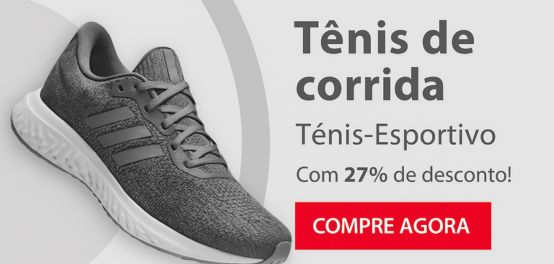 Tênis de
corrida
Ténis-Esportivo
Com 27% de desconto!
COMPRE AGORA